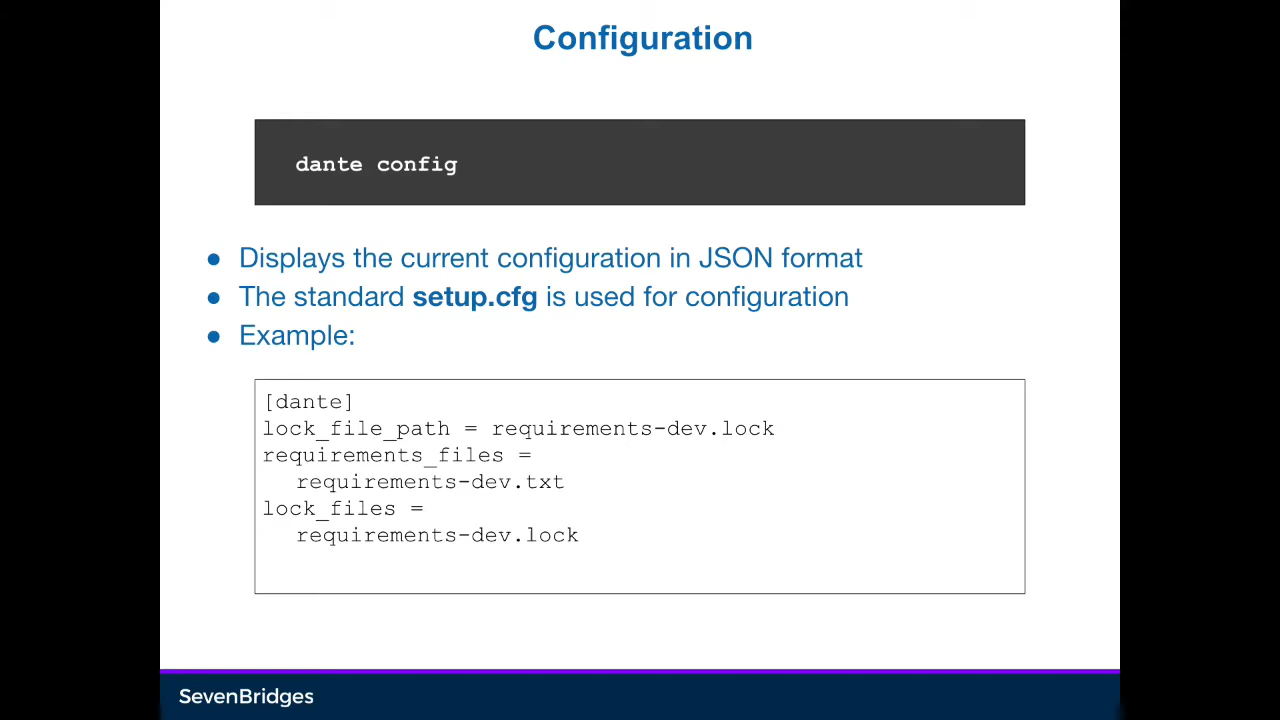 Configuration
dante config
● Displays the current configuration in JSON format
● The standard setup.cfg is used for configuration
● Example:
[dante]
lock_file_path = requirements-dev.lock
requirements_files =
requirements-dev.txt
lock_files =
requirements-dev.lock
SevenBridges